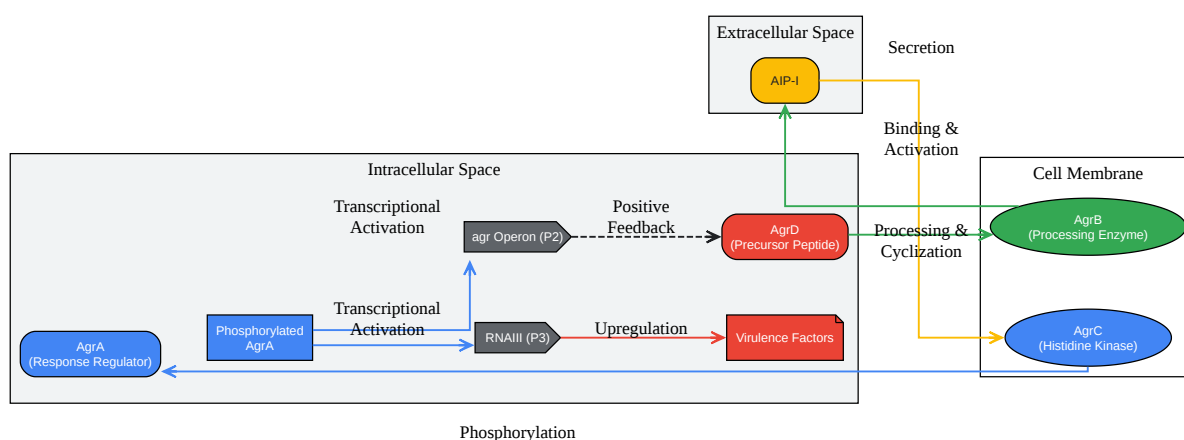 Extracellular Space
Secretion
AIP-I
Binding &
Activation
Intracellular Space
Cell Membrane
Transcriptional
Activation
Positive
Feedback
agr Operon (P2)
AgrD
(Precursor Peptide)
Processing &
Cyclization
AgrB
(Processing Enzyme)
Transcriptional
Activation
Phosphorylated
AgrA
AgrA
(Response Regulator)
RNAIII (P3)
Upregulation
Virulence Factors
AgrC
(Histidine Kinase)
Phosphorylation